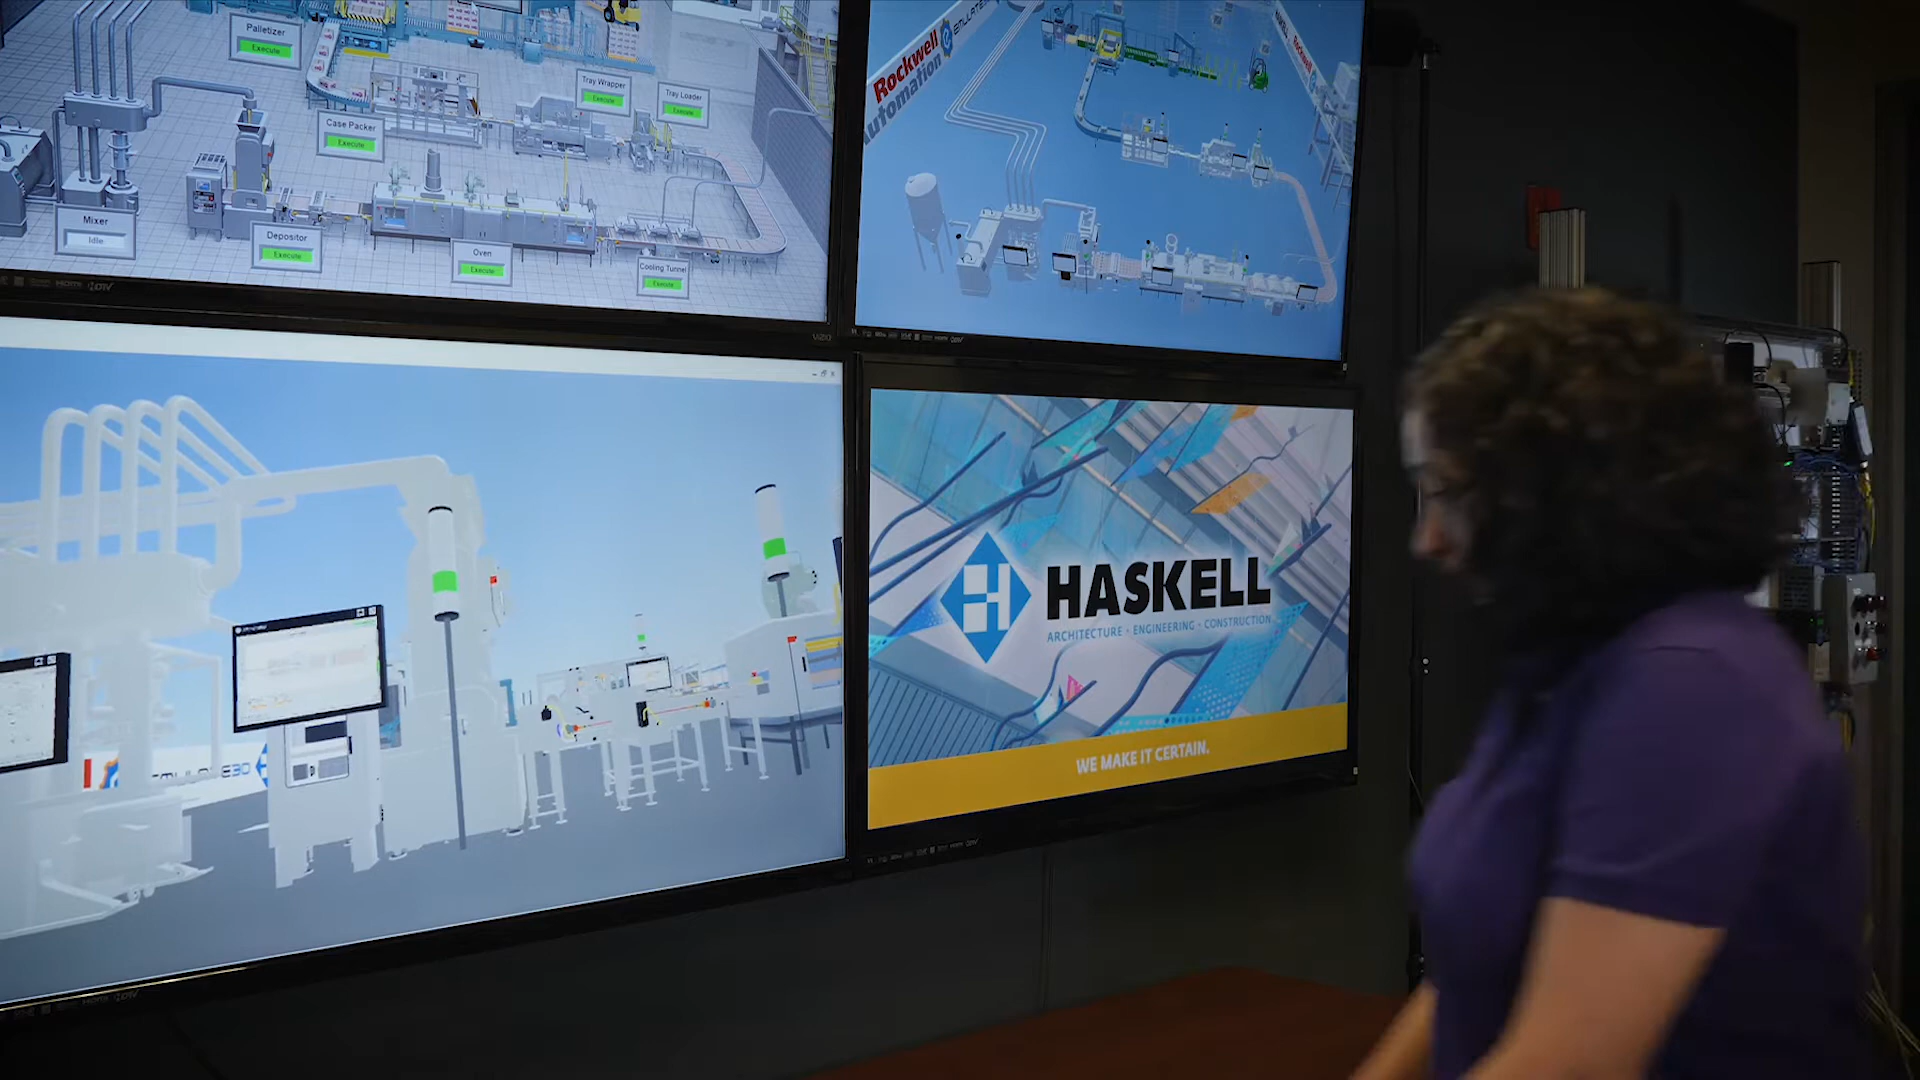 Palletizer
Execute
Tray Wrapper
Execute
Tray Loader
Execute
Case Packer
Execute
Mixer
Idle
Depositor
Execute
Oven
Execute
Cooling Tunnel
Execute
Rockwell
Automation
VIZIO
HASKELL
ARCHITECTURE · ENGINEERING · CONSTRUCTION
WE MAKE IT CERTAIN.